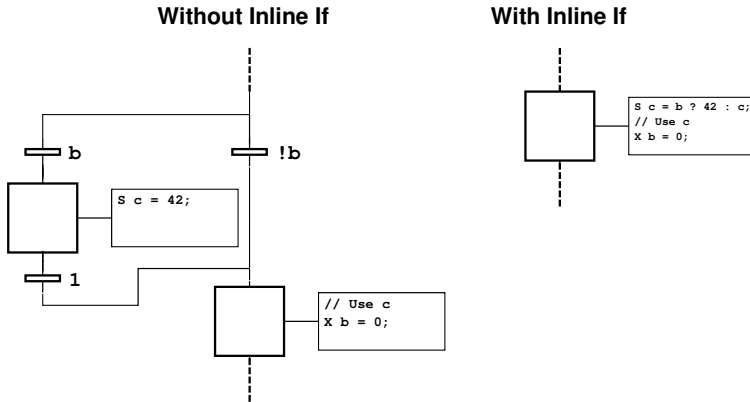 Without Inline If
With Inline If
b
!b
S c = 42;
1
// Use c
X b = 0;
S c = b ? 42 : c;
// Use c
X b = 0;